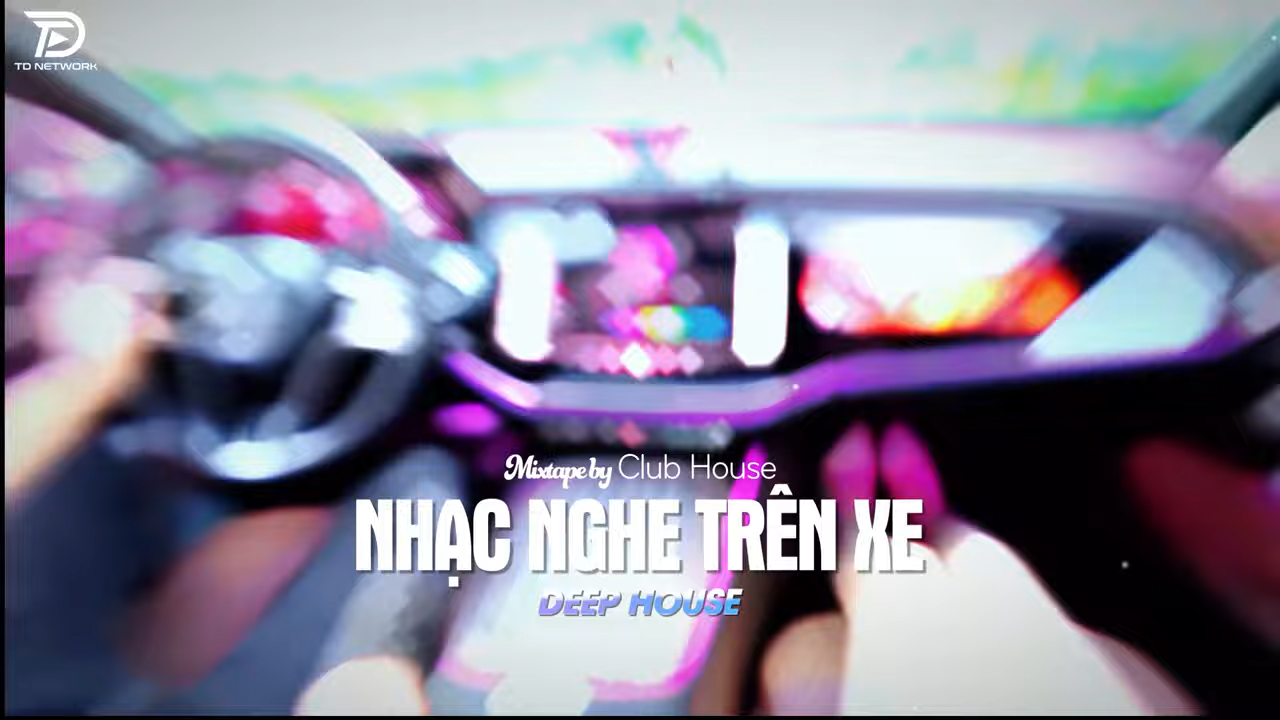 TD NETWORK
Mixtape by Club House
NHẠC NGHE TRÊN XE
DEEP HOUSE